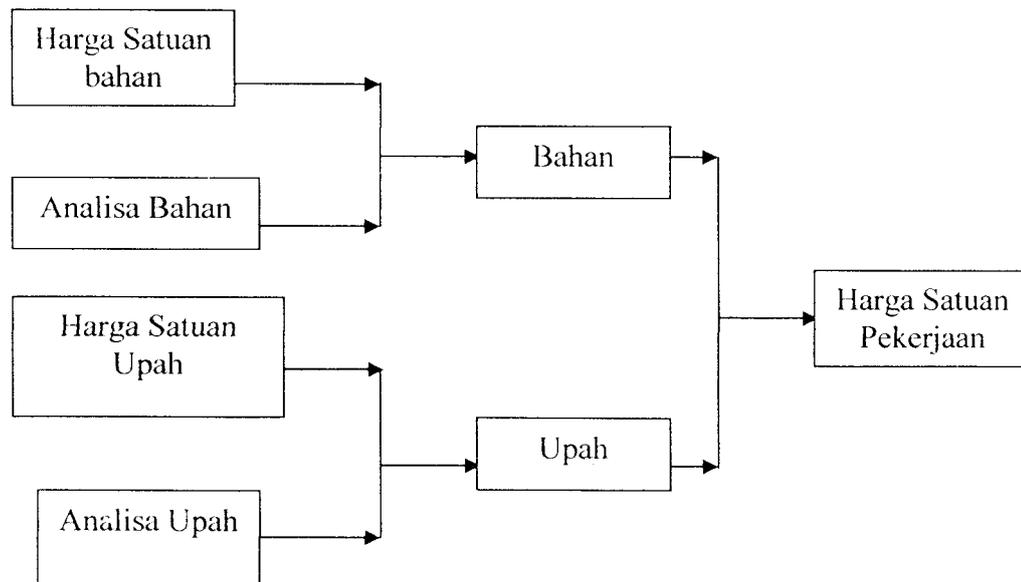 Harga Satuan
bahan
Analisa Bahan
Harga Satuan
Upah
Analisa Upah
Bahan
Upah
Harga Satuan
Pekerjaan